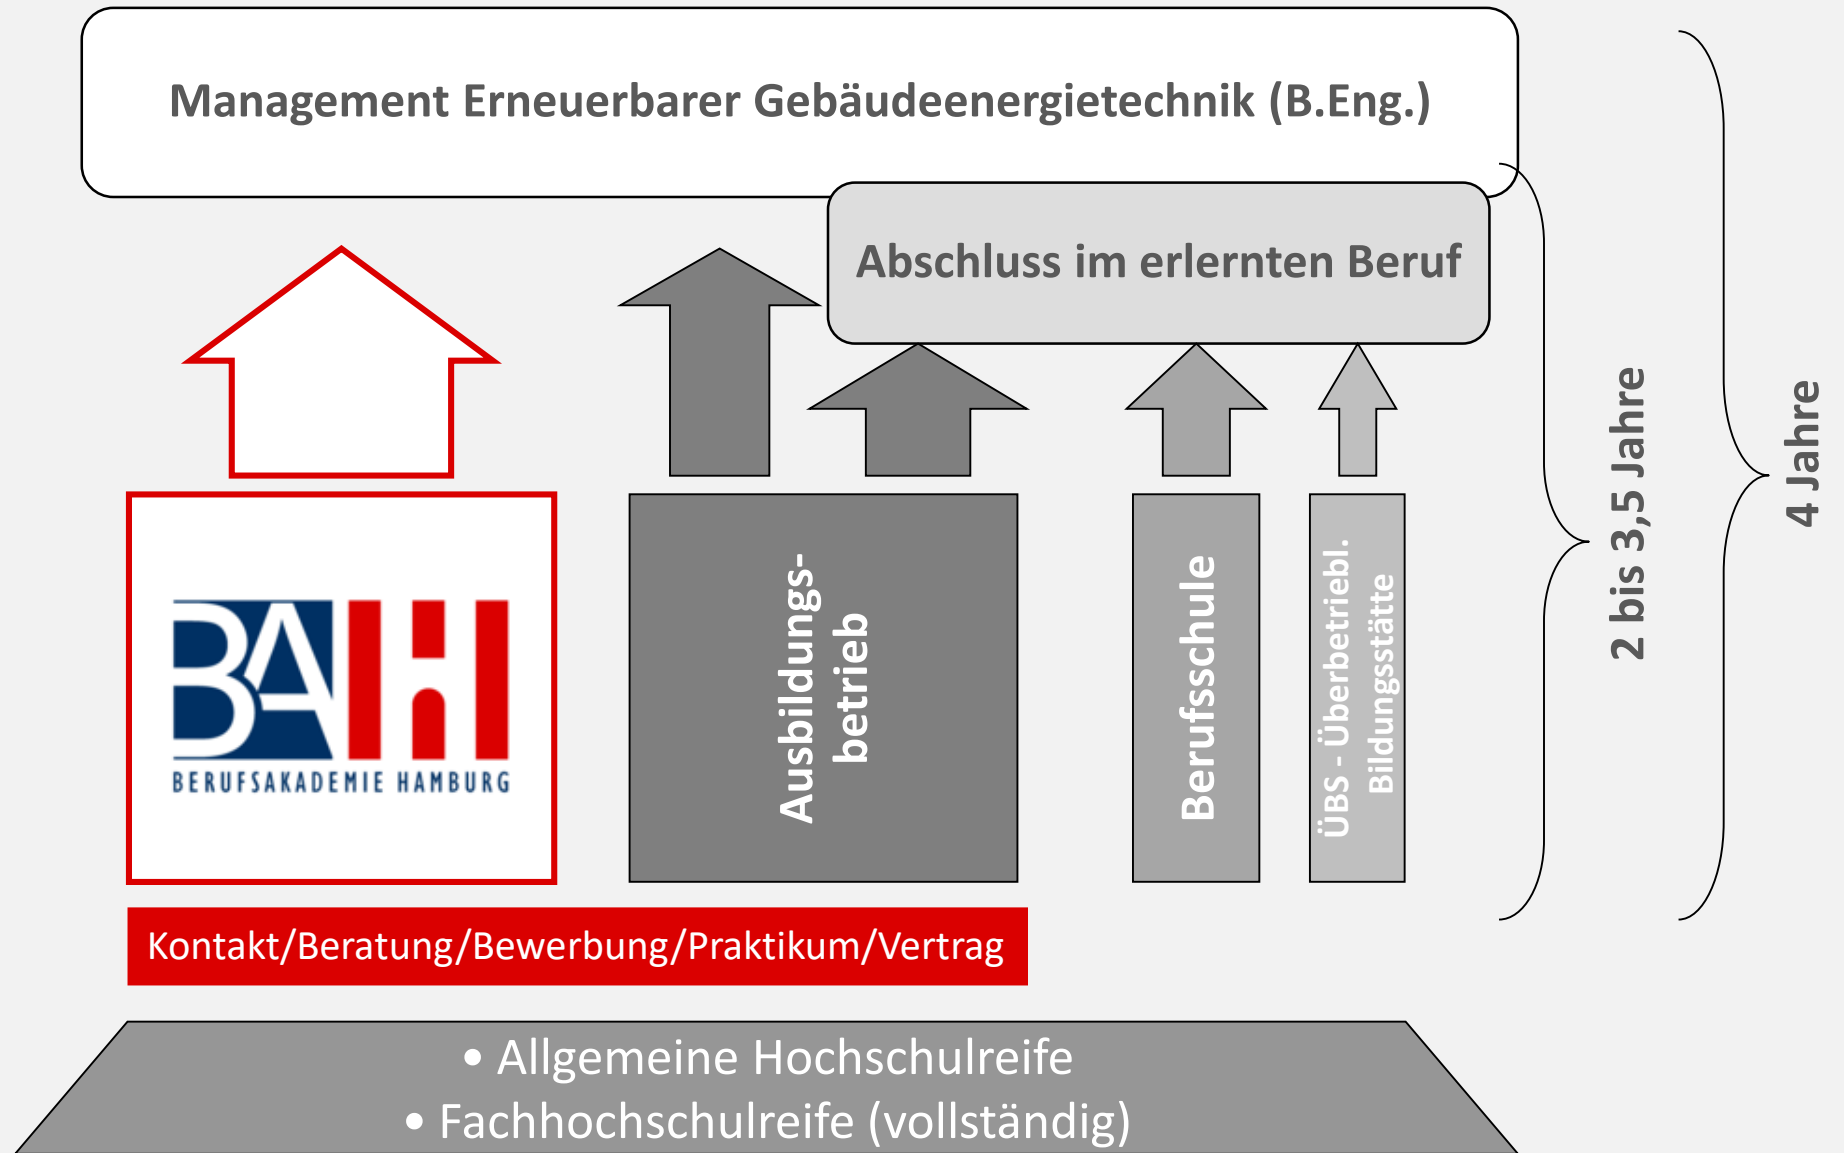 Management Erneuerbarer Gebäudeenergietechnik (B.Eng.)
Abschluss im erlernten Beruf
BAH
BERUFSAKADEMIE HAMBURG
Ausbildungs-
betrieb
Berufsschule
ÜBS - Überbetriebl.
Bildungsstätte
2 bis 3,5 Jahre
4 Jahre
Kontakt/Beratung/Bewerbung/Praktikum/Vertrag
• Allgemeine Hochschulreife
• Fachhochschulreife (vollständig)